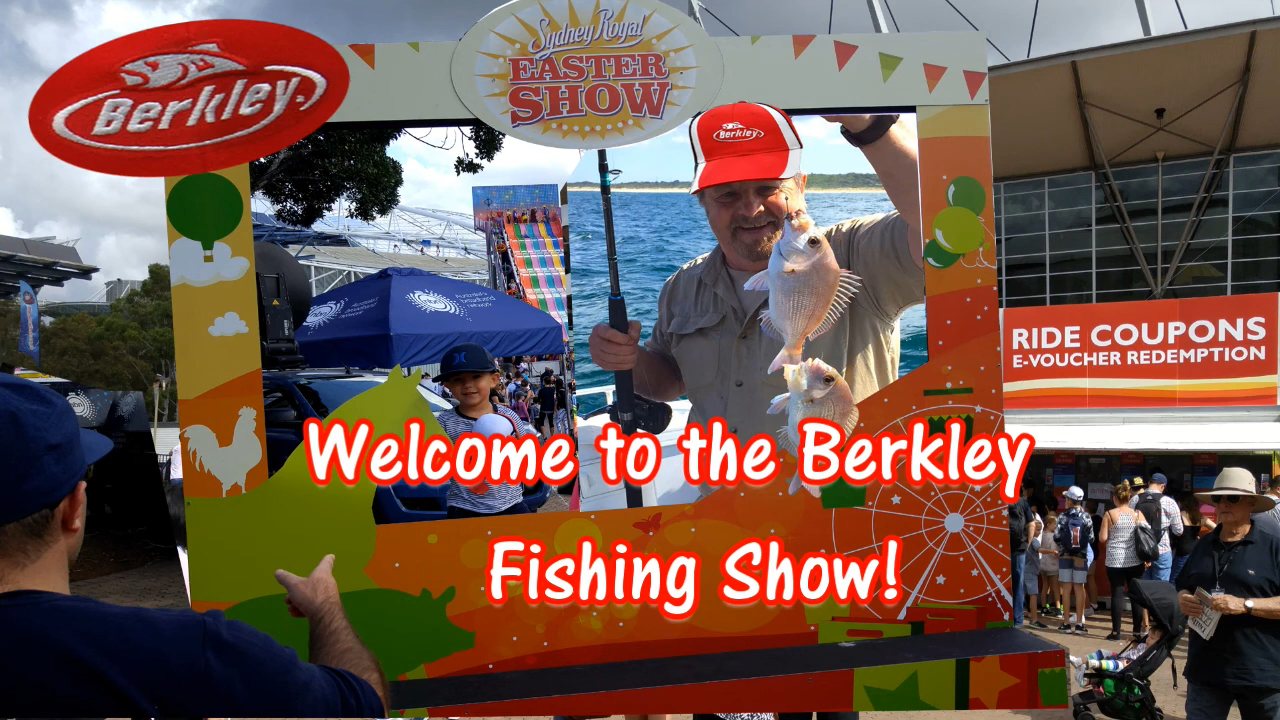 Berkley
Sydney Royal
EASTER
SHOW
Berkley
RIDE COUPONS
E-VOUCHER REDEMPTION
Welcome to the Berkley
Fishing Show!